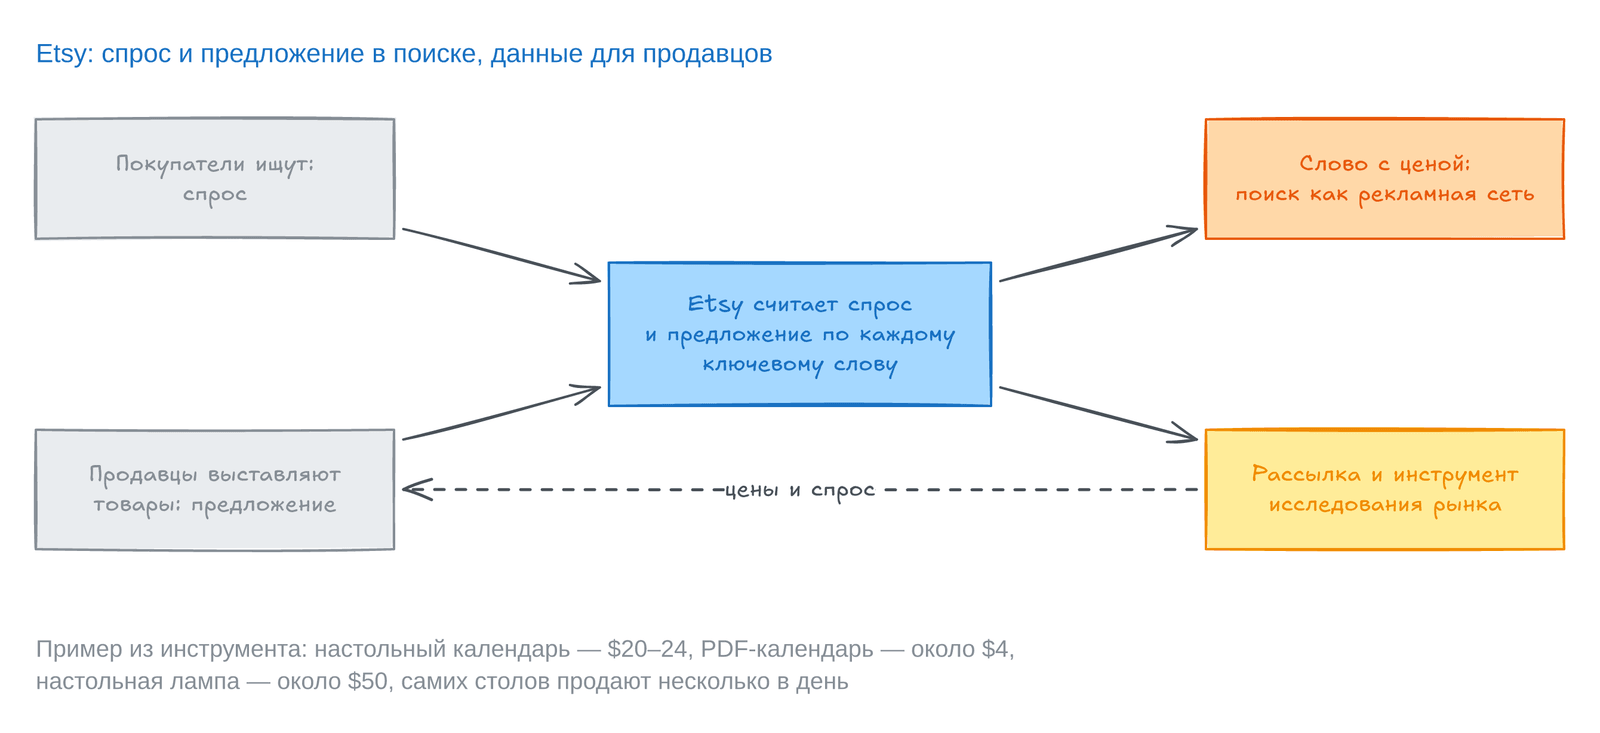 Etsy: спрос и предложение в поиске, данные для продавцов
Покупатели ищут:
спрос
Слово с ценой:
поиск как рекламная сеть
Etsy считает спрос
и предложение по каждому
ключевому слову
Продавцы выставляют
товары: предложение
цены и спрос
Рассылка и инструмент
исследования рынка
Пример из инструмента: настольный календарь — $20–24, PDF-календарь — около $4,
настольная лампа — около $50, самих столов продают несколько в день